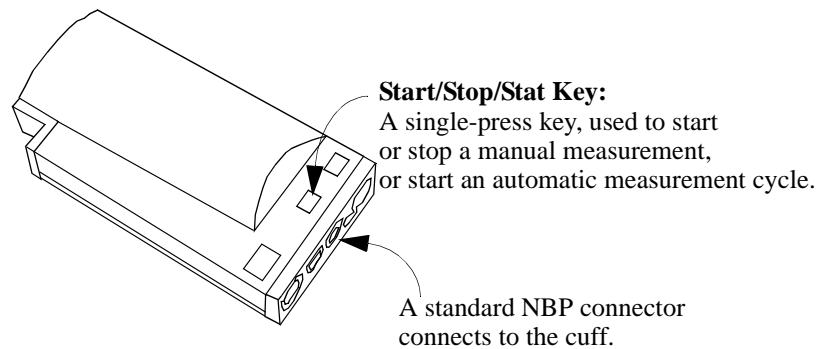 Start/Stop/Stat Key:
A single-press key, used to start
or stop a manual measurement,
or start an automatic measurement cycle.
A standard NBP connector
connects to the cuff.